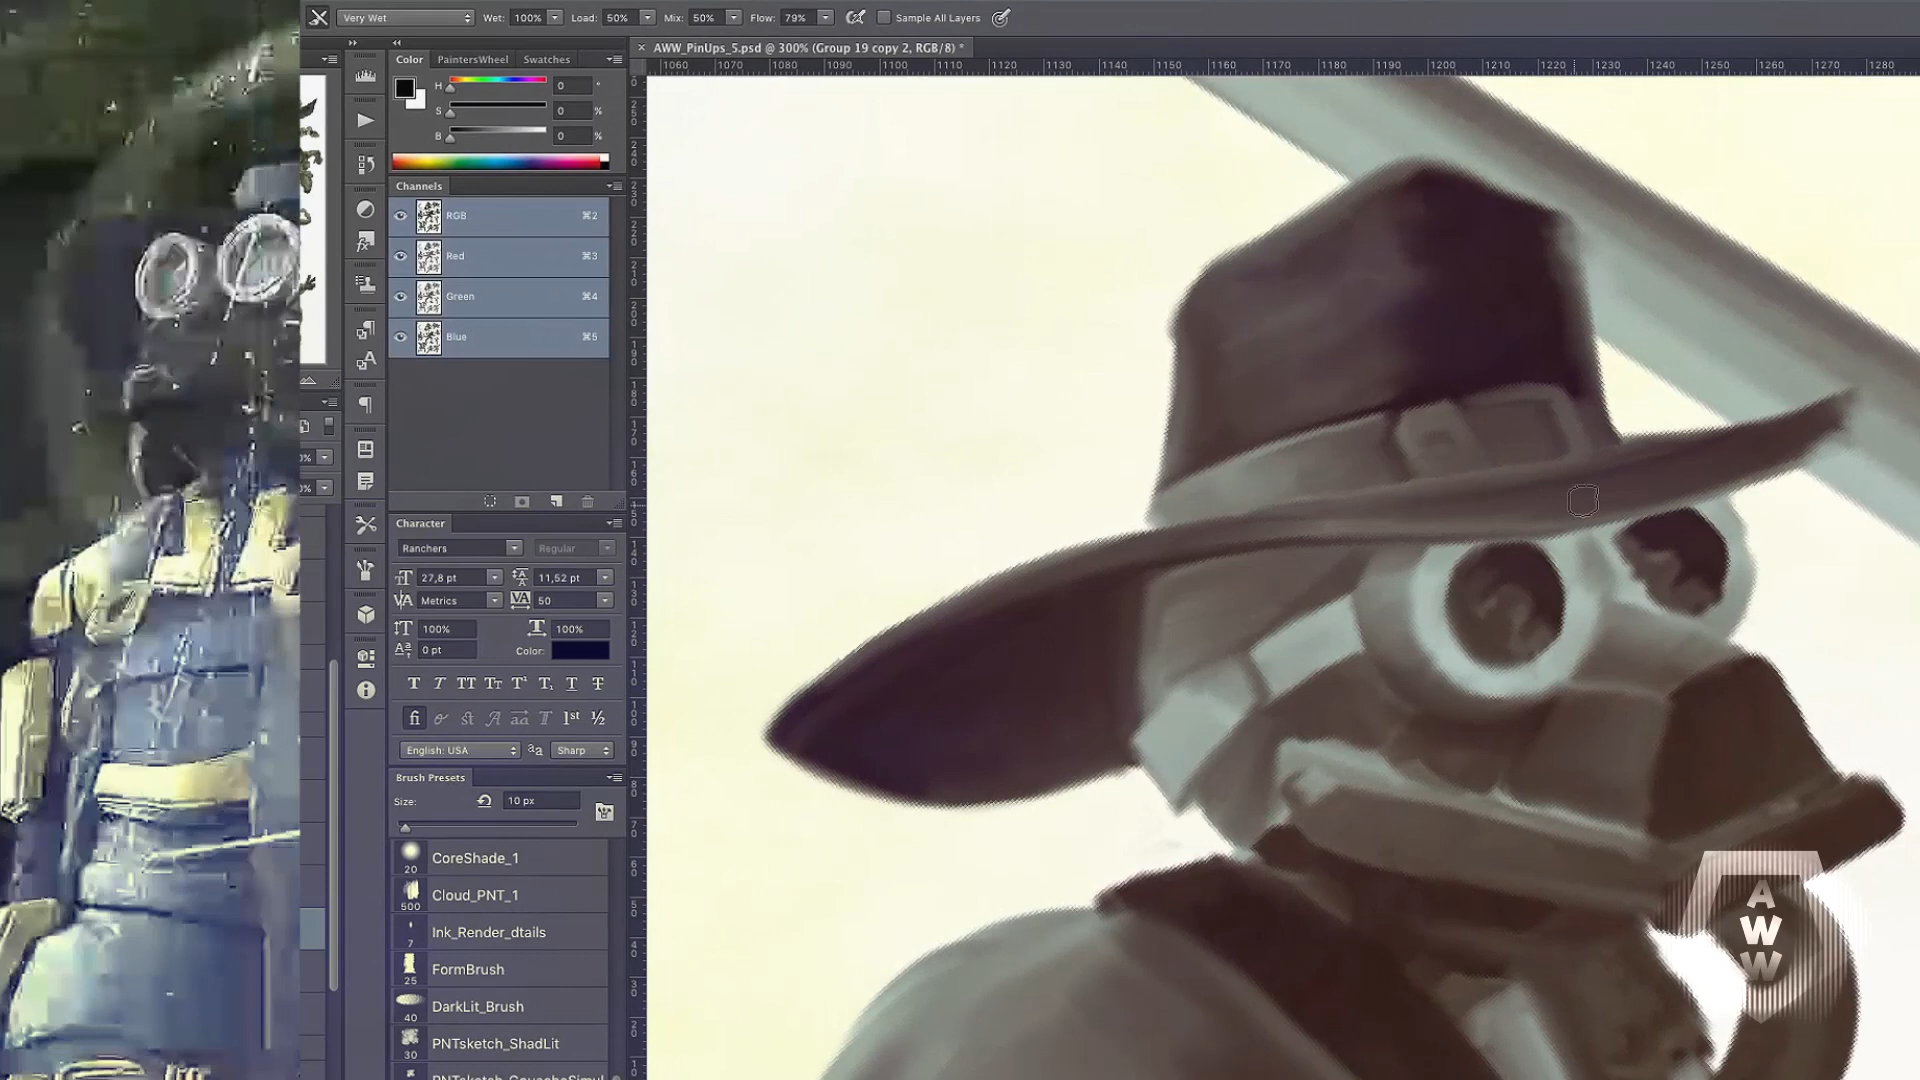 Very Wet Wet: 100% Load: 50% Mix: 50% Flow: 79% Sample All Layers
AWW_PinUps_5.psd @ 300% (Group 19 copy 2, RGB/8) *
1060 1070 1080 1090 1100 1110 1120 1130 1140 1150 1160 1170 1180 1190 1200 1210 1220 1230 1240 1250 1260 1270 1280
Color PaintersWheel Swatches
H 0 °
S 0 %
B 0 %
Channels
RGB ⌘2
Red ⌘3
Green ⌘4
Blue ⌘5
Character
Ranchers Regular
27,8 pt 11,52 pt
Metrics 50
100% 100%
0 pt Color:
English: USA Sharp
Brush Presets
Size: 10 px
CoreShade_1
20
Cloud_PNT_1
500
Ink_Render_dtails
7
FormBrush
25
DarkLit_Brush
40
PNTsketch_ShadLit
30
A
W
W